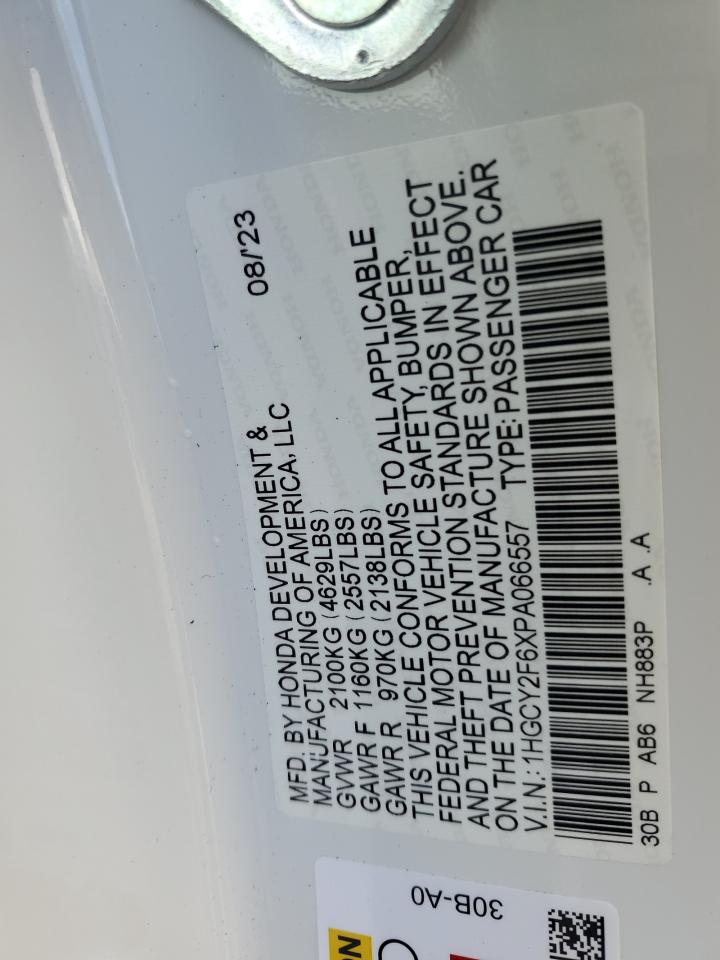 08/'23
MFD. BY HONDA DEVELOPMENT &
MANUFACTURING OF AMERICA, LLC
GVWR 2100KG (4629LBS)
GAWR F 1160KG (2557LBS)
GAWR R 970KG (2138LBS)
THIS VEHICLE CONFORMS TO ALL APPLICABLE
FEDERAL MOTOR VEHICLE SAFETY, BUMPER,
AND THEFT PREVENTION STANDARDS IN EFFECT
ON THE DATE OF MANUFACTURE SHOWN ABOVE.
V.I.N.: 1HGCY2F6XPA066557 TYPE: PASSENGER CAR
30B P AB6 NH883P .A .A
30B-A0